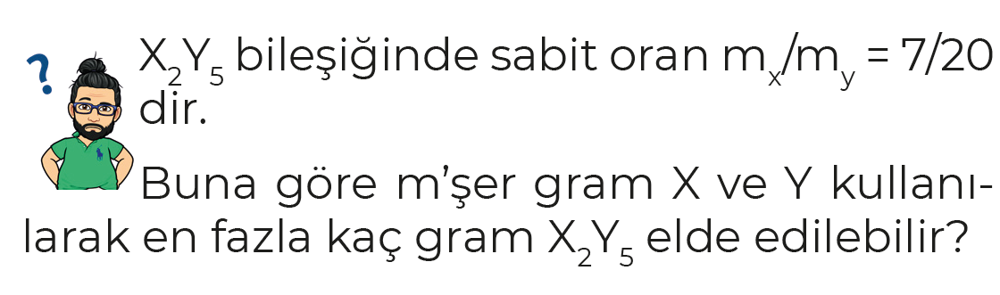 ?
X₂Y₅ bileşiğinde sabit oran mₓ/mᵧ = 7/20
dir.
Buna göre m’şer gram X ve Y kullanı-
larak en fazla kaç gram X₂Y₅ elde edilebilir?